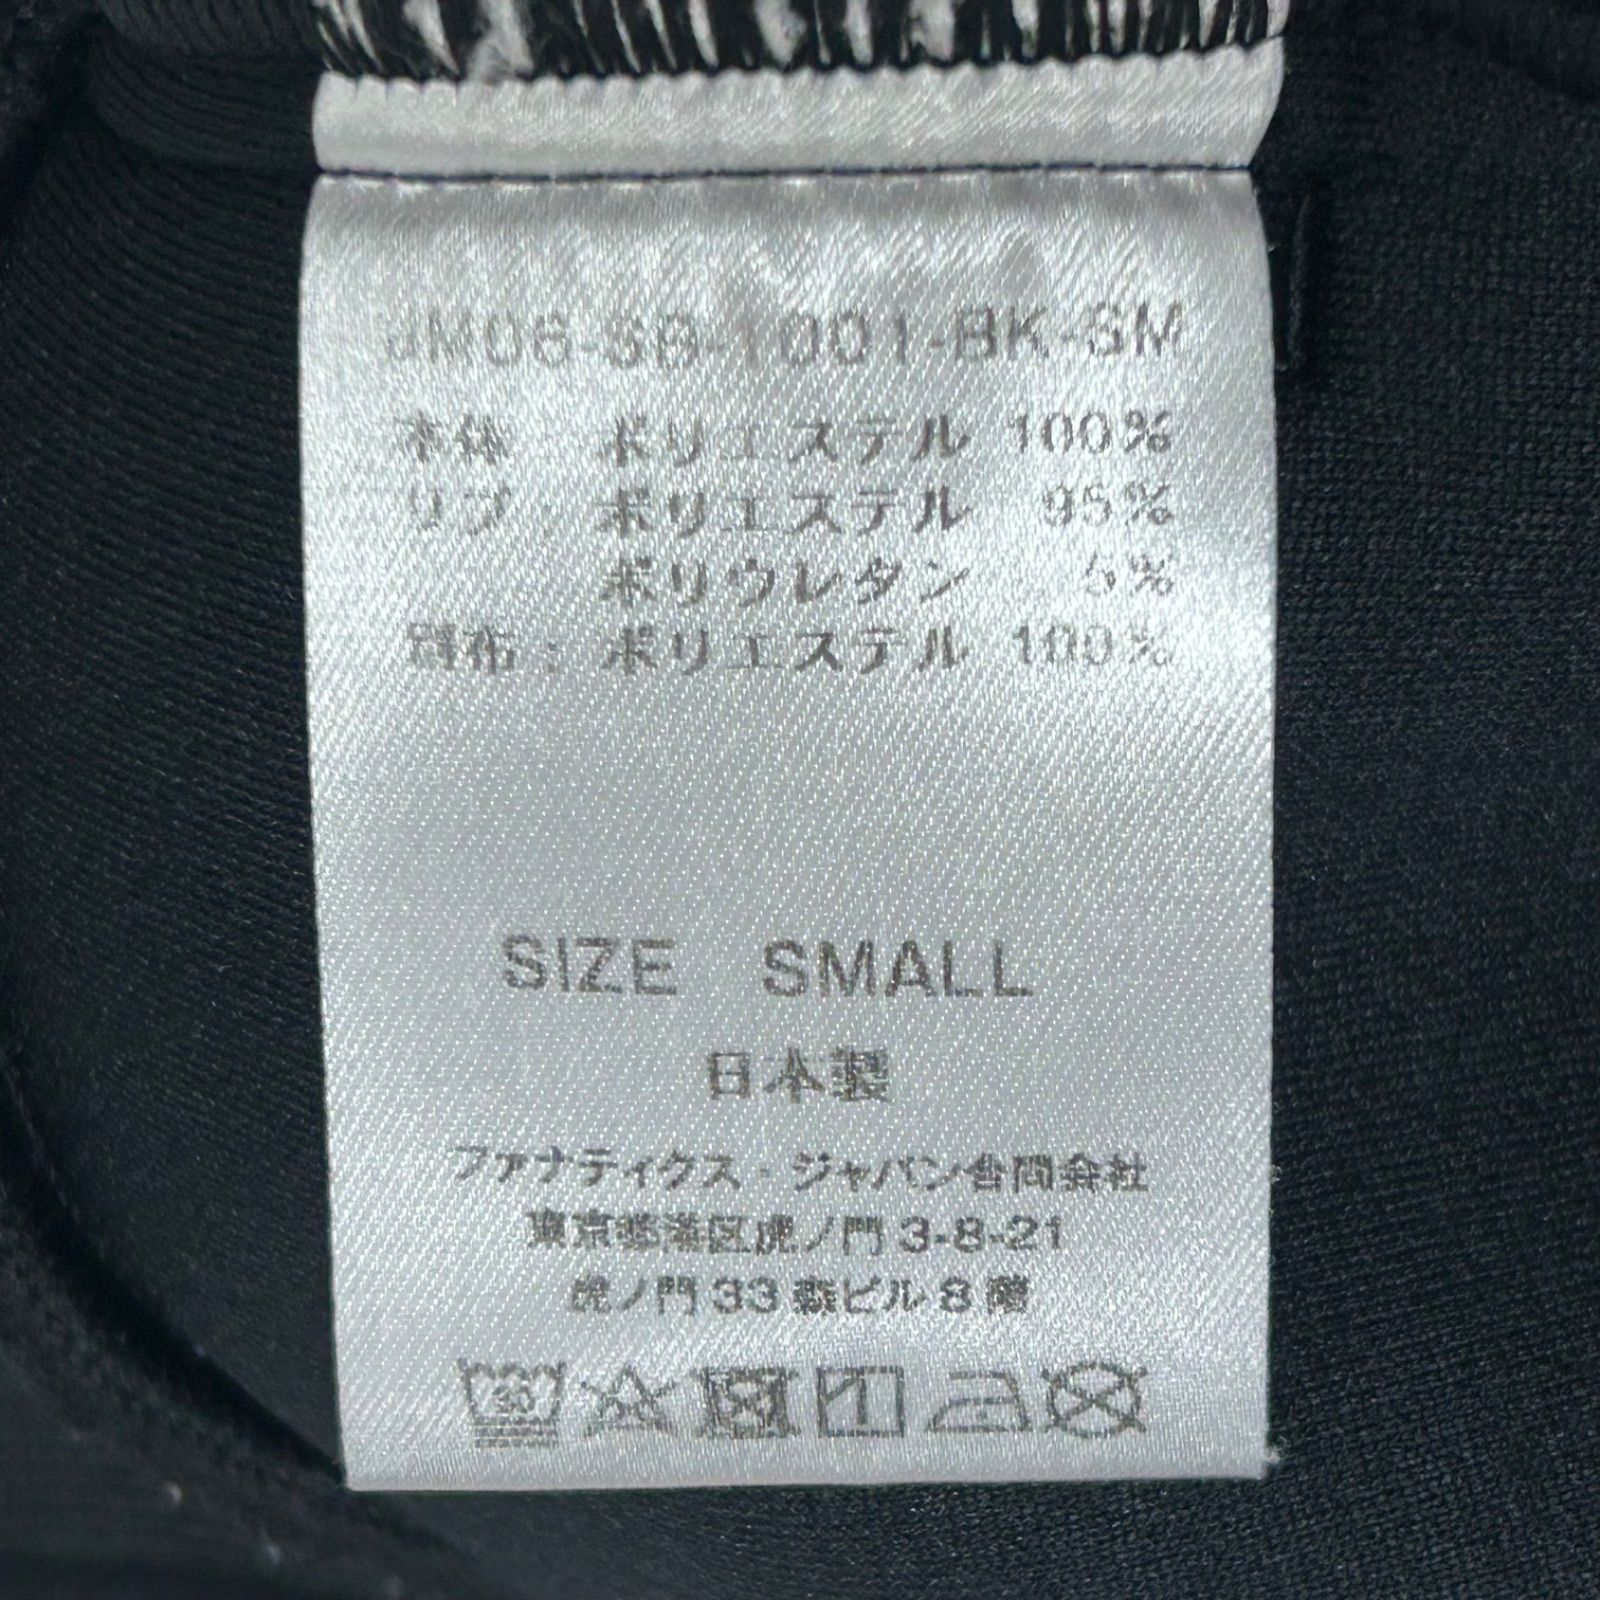 JM06-SB-1001-BK-SM
本体 : ポリエステル 100%
リブ : ポリエステル 95%
ポリウレタン 5%
別布 : ポリエステル 100%
SIZE SMALL
日本製
ファナティクス・ジャパン合同会社
東京都港区虎ノ門 3-8-21
虎ノ門 33 森ビル 8 階
30